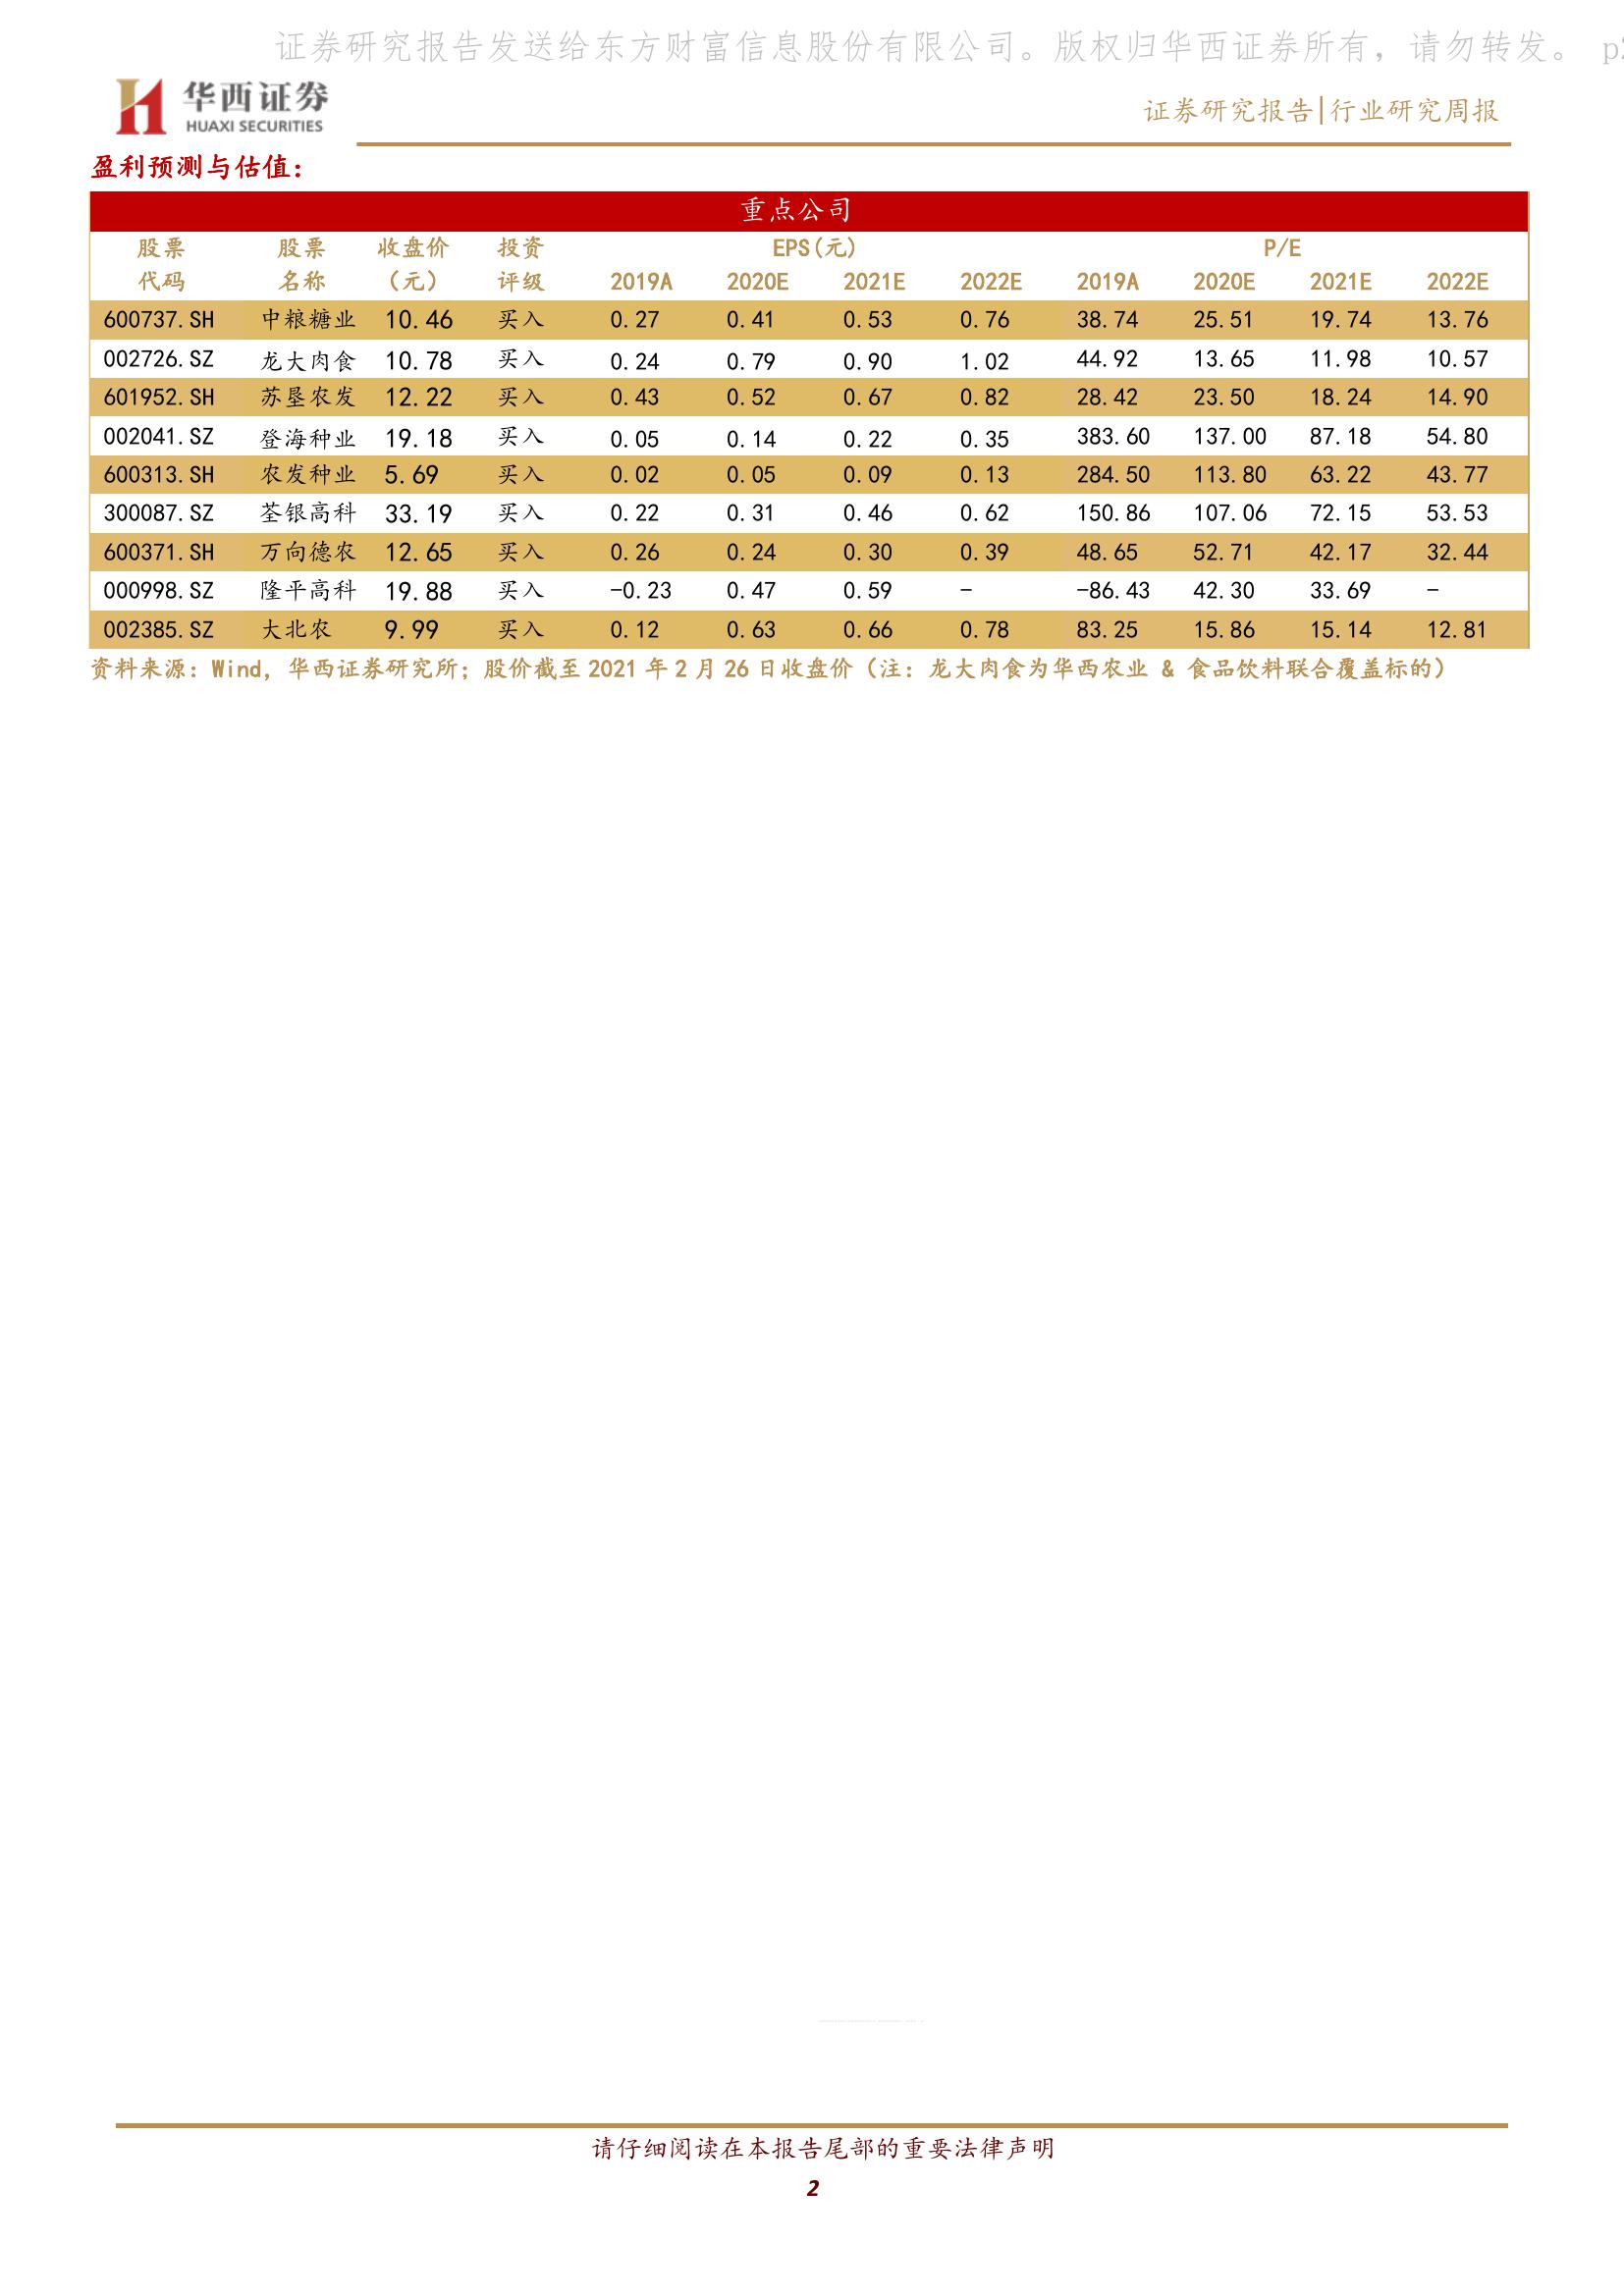 证券研究报告发送给东方财富信息股份有限公司。版权归华西证券所有，请勿转发。 p2
华西证券
HUAXI SECURITIES
证券研究报告|行业研究周报
盈利预测与估值：
重点公司
股票 股票 收盘价 投资 EPS(元) P/E
代码 名称 （元） 评级 2019A 2020E 2021E 2022E 2019A 2020E 2021E 2022E
600737.SH 中粮糖业 10.46 买入 0.27 0.41 0.53 0.76 38.74 25.51 19.74 13.76
002726.SZ 龙大肉食 10.78 买入 0.24 0.79 0.90 1.02 44.92 13.65 11.98 10.57
601952.SH 苏垦农发 12.22 买入 0.43 0.52 0.67 0.82 28.42 23.50 18.24 14.90
002041.SZ 登海种业 19.18 买入 0.05 0.14 0.22 0.35 383.60 137.00 87.18 54.80
600313.SH 农发种业 5.69 买入 0.02 0.05 0.09 0.13 284.50 113.80 63.22 43.77
300087.SZ 荃银高科 33.19 买入 0.22 0.31 0.46 0.62 150.86 107.06 72.15 53.53
600371.SH 万向德农 12.65 买入 0.26 0.24 0.30 0.39 48.65 52.71 42.17 32.44
000998.SZ 隆平高科 19.88 买入 -0.23 0.47 0.59 - -86.43 42.30 33.69 -
002385.SZ 大北农 9.99 买入 0.12 0.63 0.66 0.78 83.25 15.86 15.14 12.81
资料来源：Wind，华西证券研究所；股价截至 2021 年 2 月 26 日收盘价（注：龙大肉食为华西农业 & 食品饮料联合覆盖标的）
请仔细阅读在本报告尾部的重要法律声明
2